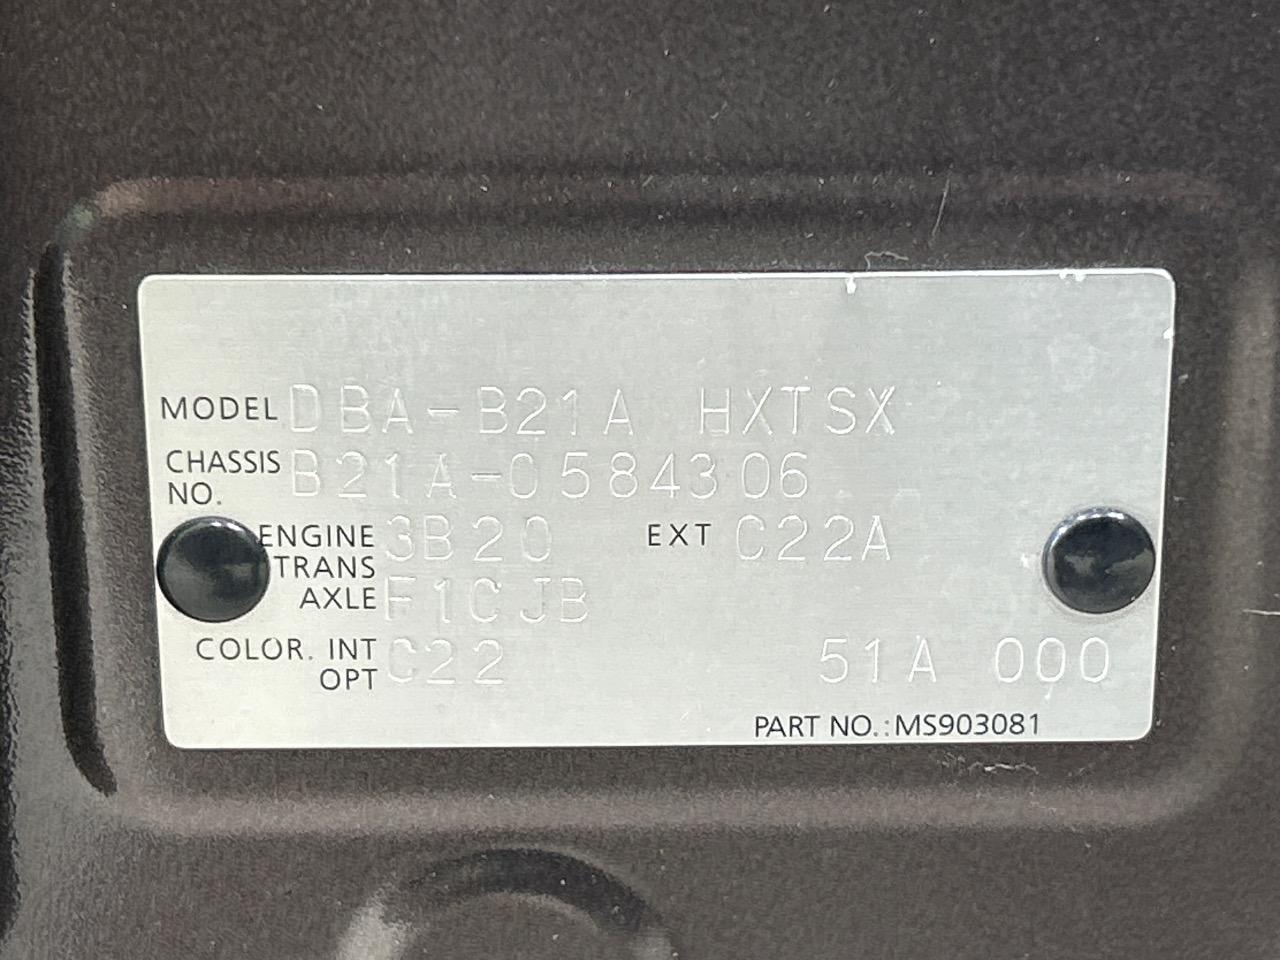 MODEL DBA-B21A HXTSX
CHASSIS NO. B21A-0584306
ENGINE 3B20 EXT C22A
TRANS AXLE F1CJB
COLOR. INT OPT C22 51A 000
PART NO.:MS903081